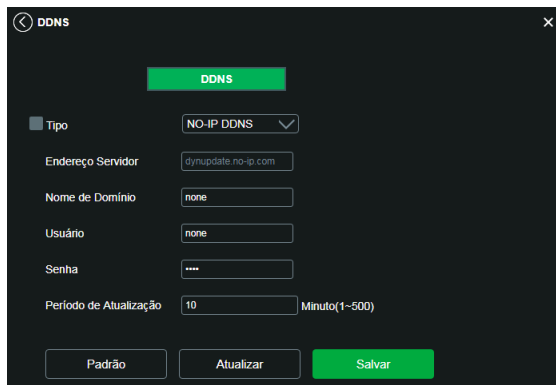 DDNS
DDNS
Tipo NO-IP DDNS
Endereço Servidor dynupdate.no-ip.com
Nome de Domínio none
Usuário none
Senha ••••
Período de Atualização 10 Minuto(1~500)
Padrão Atualizar Salvar